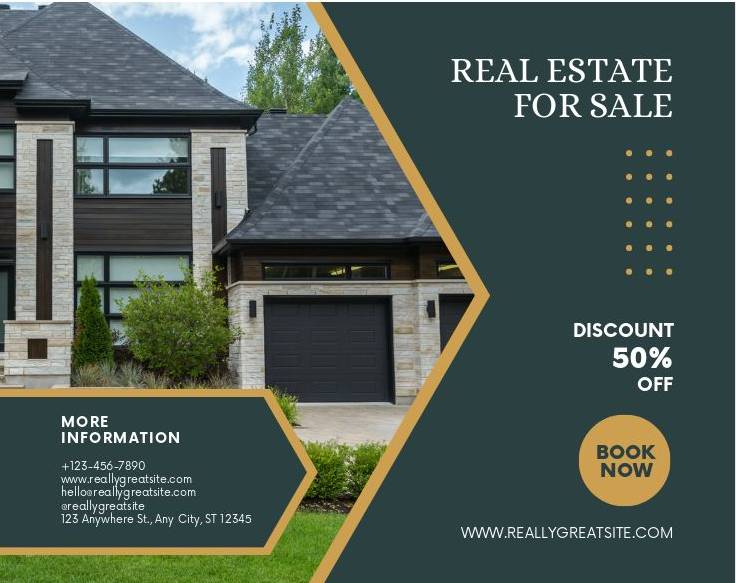 REAL ESTATE
FOR SALE
DISCOUNT
50%
OFF
BOOK
NOW
WWW.REALLYGREATSITE.COM
MORE
INFORMATION
+123-456-7890
www.reallygreatsite.com
hello@reallygreatsite.com
@reallygreatsite
123 Anywhere St., Any City, ST 12345